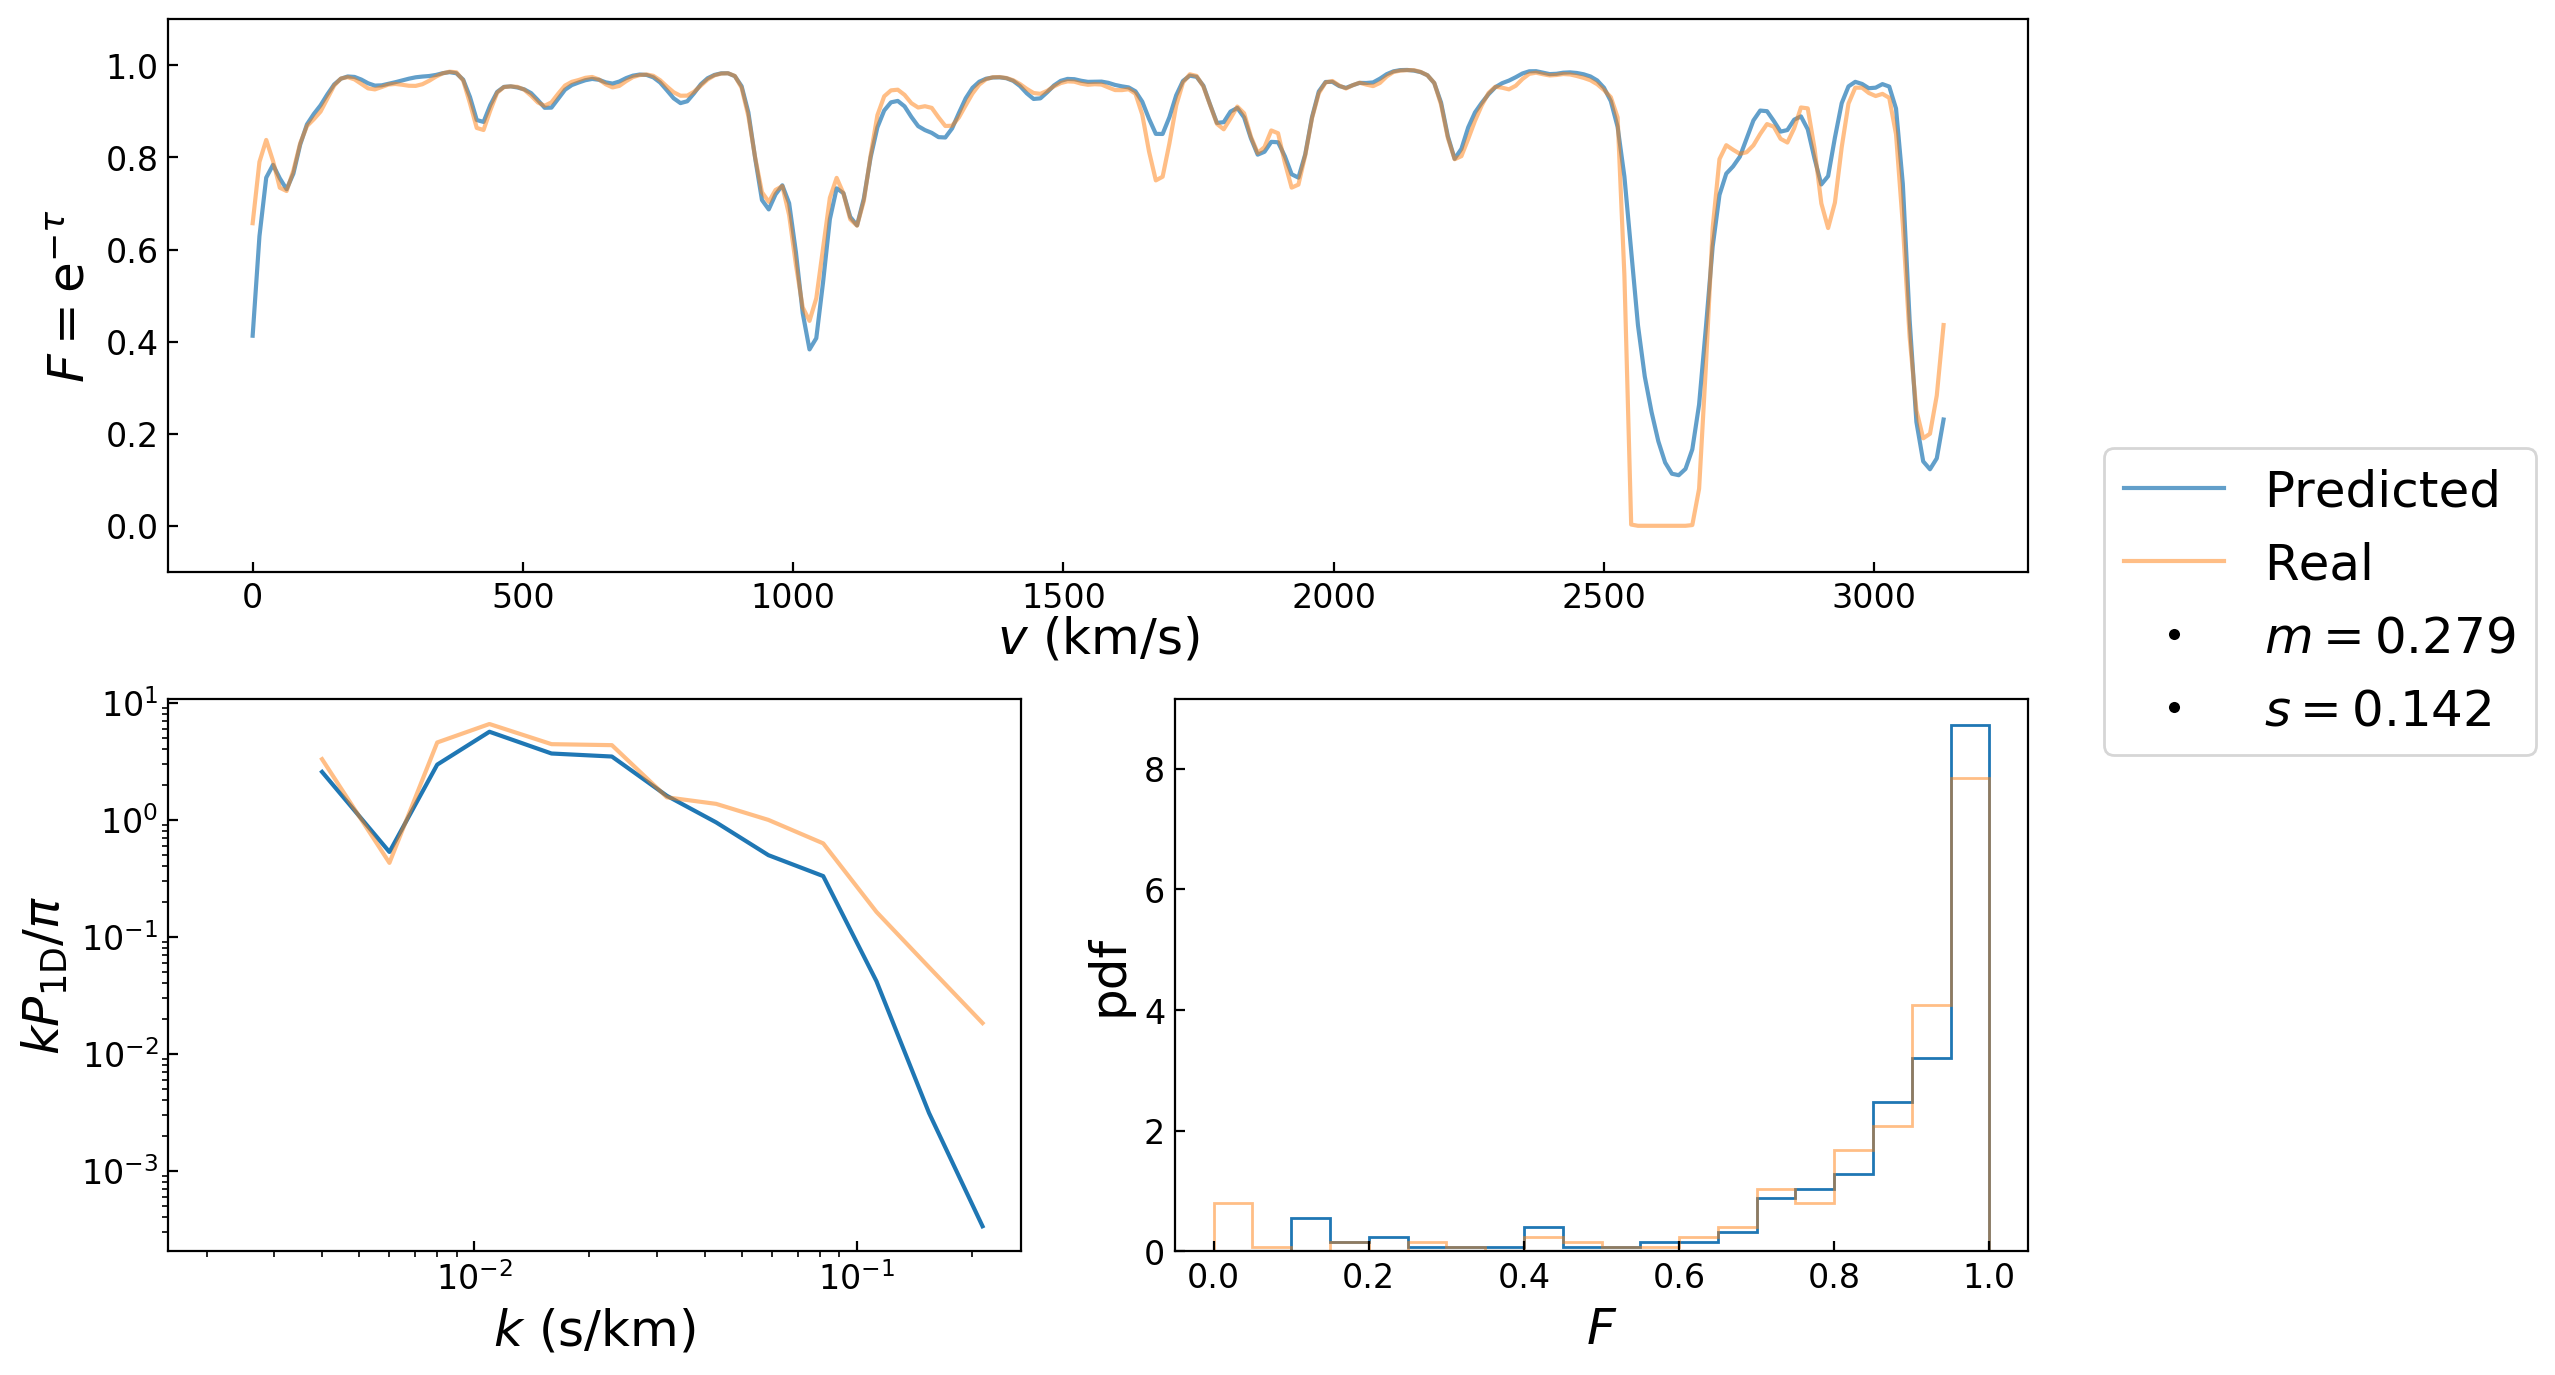 1.0
0.8
0.6
0.4
0.2
0.0
F = e^{-τ}
0 500 1000 1500 2000 2500 3000
v (km/s)
Predicted
Real
m = 0.279
s = 0.142
10^1
10^0
10^{-1}
10^{-2}
10^{-3}
kP_{1D}/π
10^{-2} 10^{-1}
k (s/km)
8
6
4
2
0
pdf
0.0 0.2 0.4 0.6 0.8 1.0
F